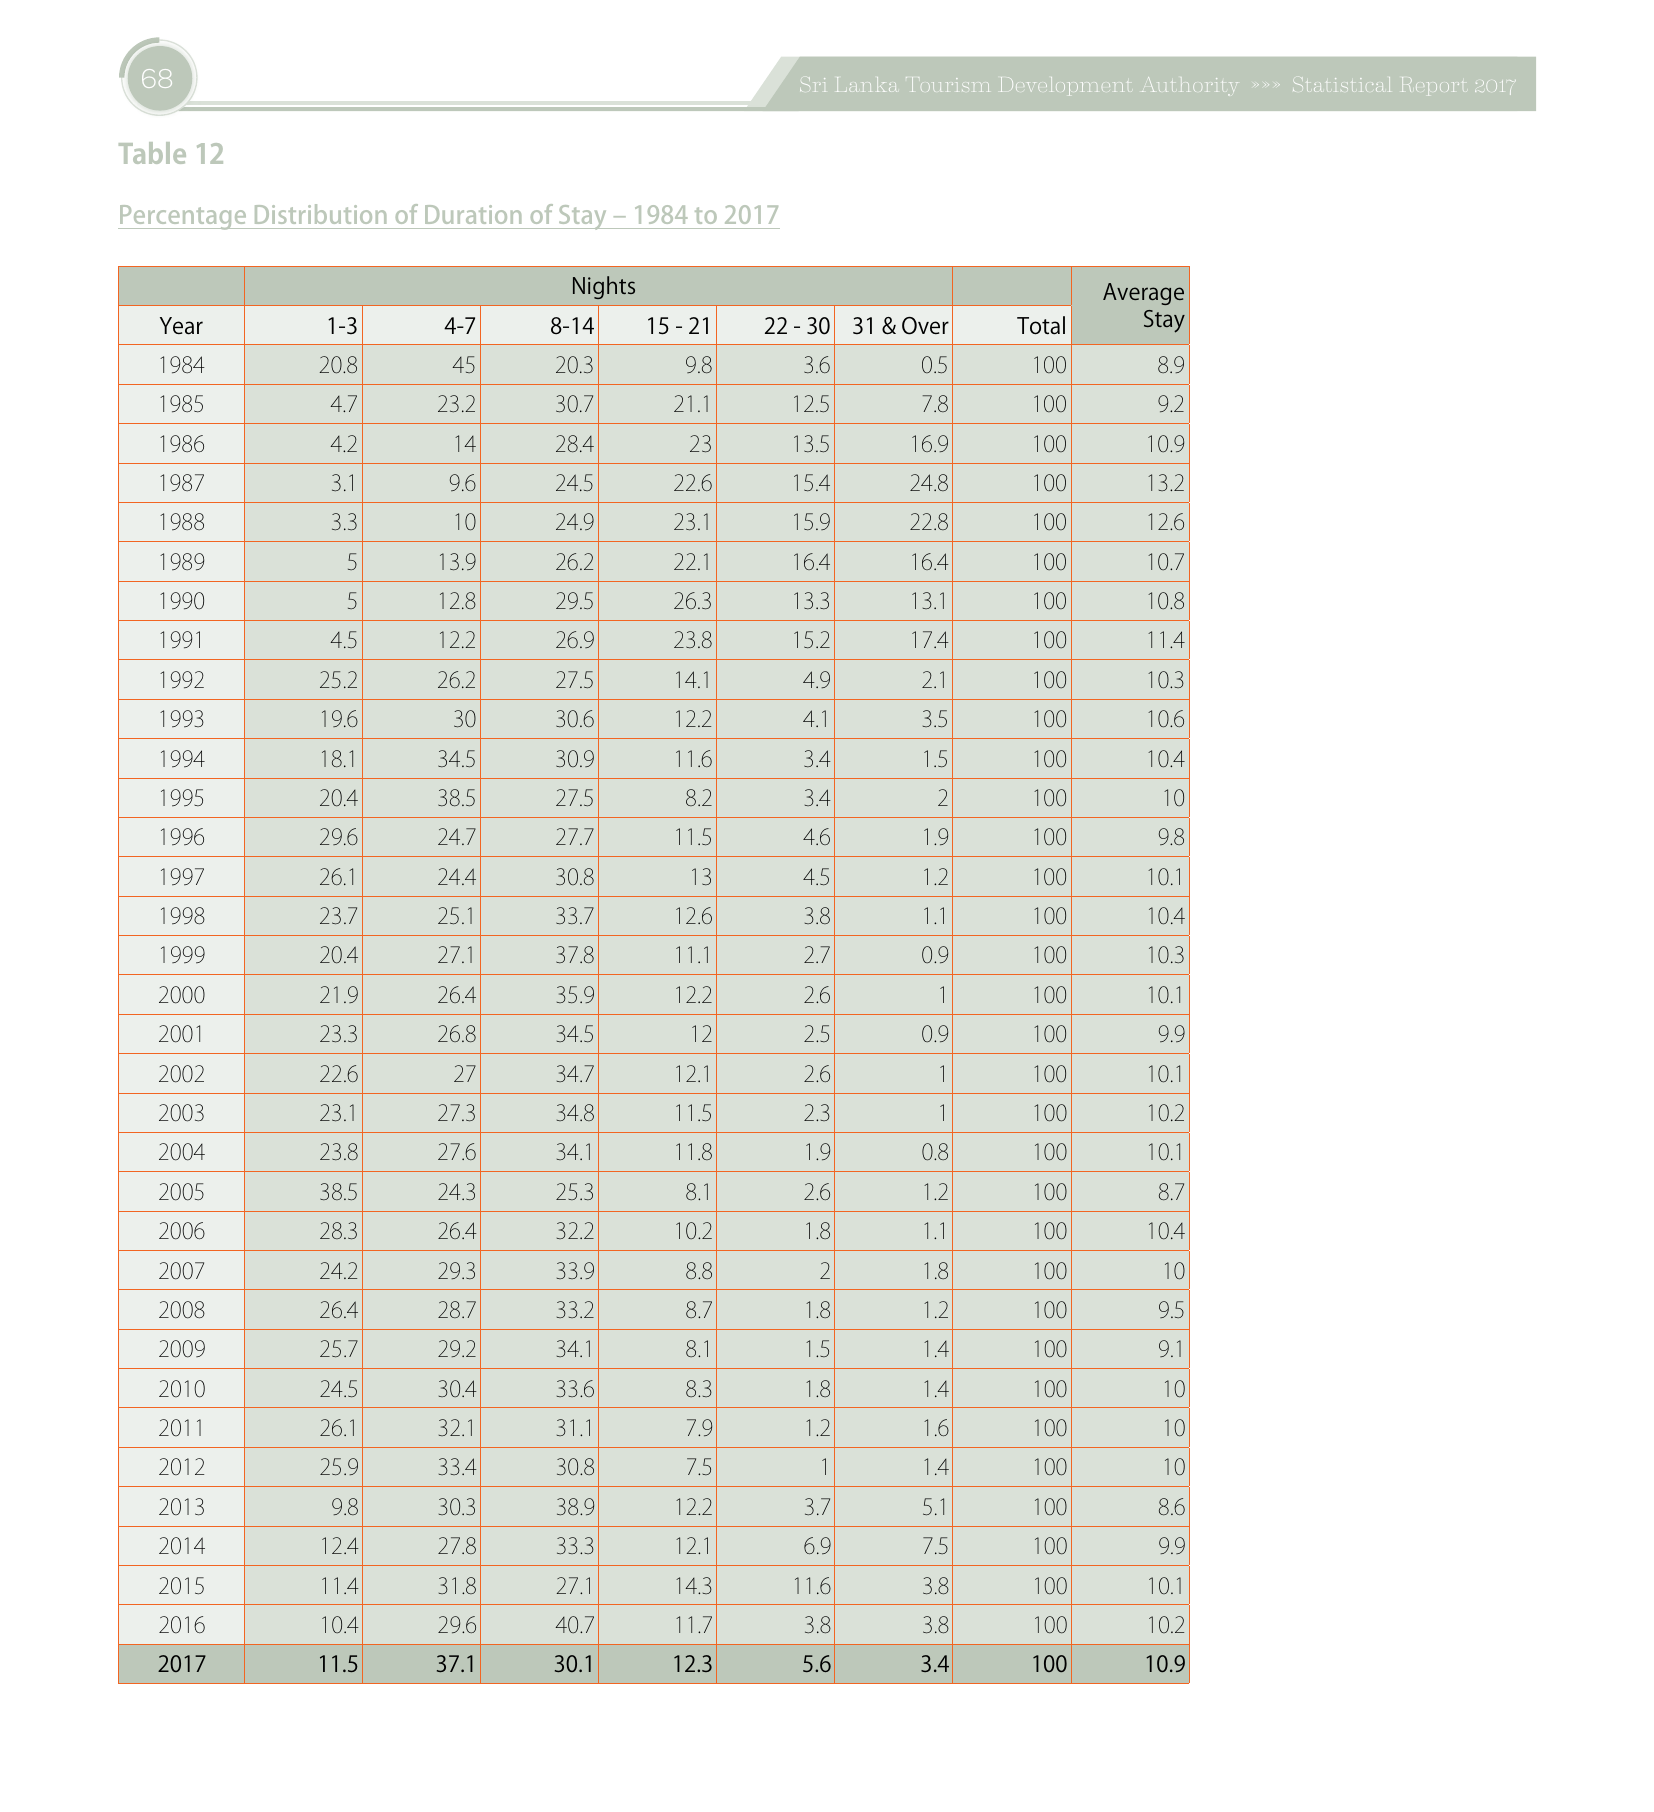 68
Sri Lanka Tourism Development Authority »»» Statistical Report 2017
Table 12
Percentage Distribution of Duration of Stay – 1984 to 2017
Nights
Average Stay
Year 1-3 4-7 8-14 15 - 21 22 - 30 31 & Over Total
1984 20.8 45 20.3 9.8 3.6 0.5 100 8.9
1985 4.7 23.2 30.7 21.1 12.5 7.8 100 9.2
1986 4.2 14 28.4 23 13.5 16.9 100 10.9
1987 3.1 9.6 24.5 22.6 15.4 24.8 100 13.2
1988 3.3 10 24.9 23.1 15.9 22.8 100 12.6
1989 5 13.9 26.2 22.1 16.4 16.4 100 10.7
1990 5 12.8 29.5 26.3 13.3 13.1 100 10.8
1991 4.5 12.2 26.9 23.8 15.2 17.4 100 11.4
1992 25.2 26.2 27.5 14.1 4.9 2.1 100 10.3
1993 19.6 30 30.6 12.2 4.1 3.5 100 10.6
1994 18.1 34.5 30.9 11.6 3.4 1.5 100 10.4
1995 20.4 38.5 27.5 8.2 3.4 2 100 10
1996 29.6 24.7 27.7 11.5 4.6 1.9 100 9.8
1997 26.1 24.4 30.8 13 4.5 1.2 100 10.1
1998 23.7 25.1 33.7 12.6 3.8 1.1 100 10.4
1999 20.4 27.1 37.8 11.1 2.7 0.9 100 10.3
2000 21.9 26.4 35.9 12.2 2.6 1 100 10.1
2001 23.3 26.8 34.5 12 2.5 0.9 100 9.9
2002 22.6 27 34.7 12.1 2.6 1 100 10.1
2003 23.1 27.3 34.8 11.5 2.3 1 100 10.2
2004 23.8 27.6 34.1 11.8 1.9 0.8 100 10.1
2005 38.5 24.3 25.3 8.1 2.6 1.2 100 8.7
2006 28.3 26.4 32.2 10.2 1.8 1.1 100 10.4
2007 24.2 29.3 33.9 8.8 2 1.8 100 10
2008 26.4 28.7 33.2 8.7 1.8 1.2 100 9.5
2009 25.7 29.2 34.1 8.1 1.5 1.4 100 9.1
2010 24.5 30.4 33.6 8.3 1.8 1.4 100 10
2011 26.1 32.1 31.1 7.9 1.2 1.6 100 10
2012 25.9 33.4 30.8 7.5 1 1.4 100 10
2013 9.8 30.3 38.9 12.2 3.7 5.1 100 8.6
2014 12.4 27.8 33.3 12.1 6.9 7.5 100 9.9
2015 11.4 31.8 27.1 14.3 11.6 3.8 100 10.1
2016 10.4 29.6 40.7 11.7 3.8 3.8 100 10.2
2017 11.5 37.1 30.1 12.3 5.6 3.4 100 10.9